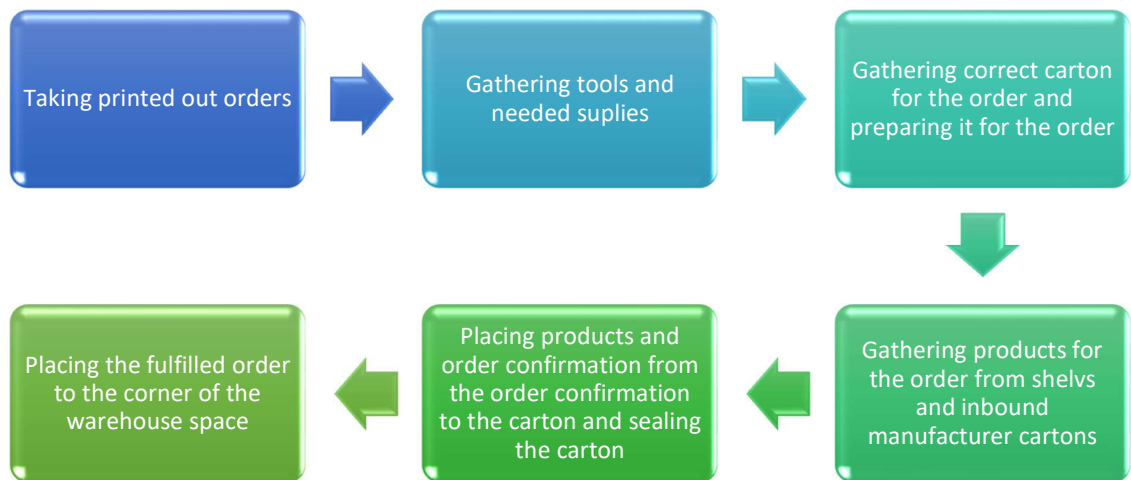 Taking printed out orders
Gathering tools and
needed suplies
Gathering correct carton
for the order and
preparing it for the order
Gathering products for
the order from shelvs
and inbound
manufacturer cartons
Placing products and
order confirmation from
the order confirmation
to the carton and sealing
the carton
Placing the fulfilled order
to the corner of the
warehouse space